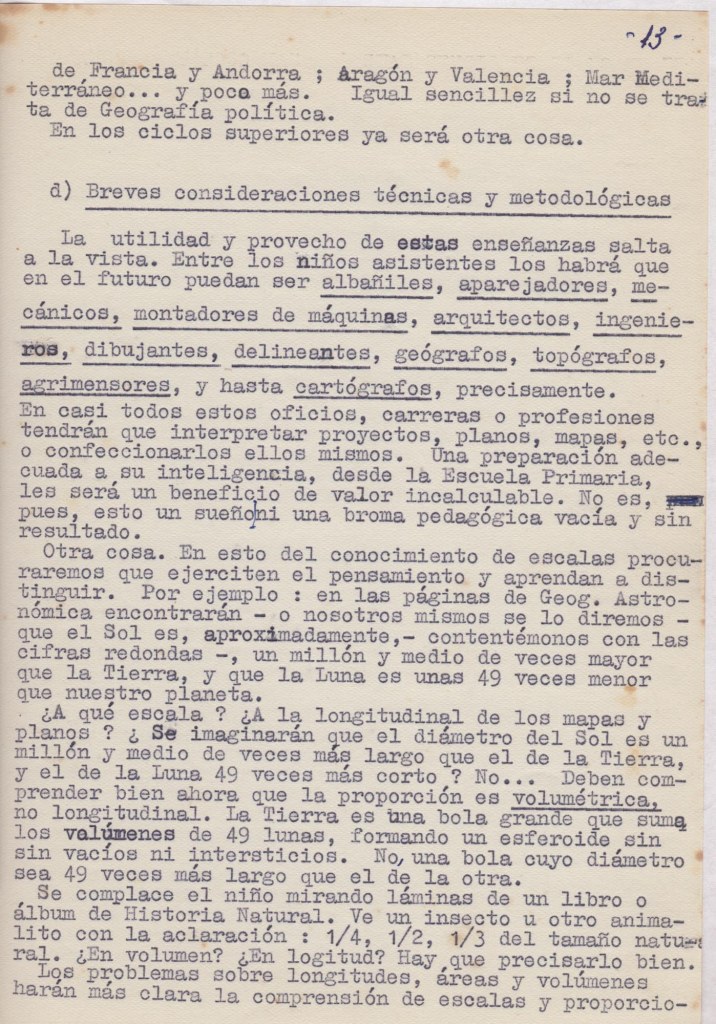 - 13 -
de Francia y Andorra ; Aragón y Valencia ; Mar Medi-
terráneo... y poco más. Igual sencillez si no se tra-
ta de Geografía política.
En los ciclos superiores ya será otra cosa.
d) Breves consideraciones técnicas y metodológicas
La utilidad y provecho de estas enseñanzas salta
a la vista. Entre los niños asistentes los habrá que
en el futuro puedan ser albañiles, aparejadores, me-
cánicos, montadores de máquinas, arquitectos, ingenie-
ros, dibujantes, delineantes, geógrafos, topógrafos,
agrimensores, y hasta cartógrafos, precisamente.
En casi todos estos oficios, carreras o profesiones
tendrán que interpretar proyectos, planos, mapas, etc.,
o confeccionarlos ellos mismos. Una preparación ade-
cuada a su inteligencia, desde la Escuela Primaria,
les será un beneficio de valor incalculable. No es,
pues, esto un sueño ni una broma pedagógica vacía y sin
resultado.
Otra cosa. En esto del conocimiento de escalas procu-
raremos que ejerciten el pensamiento y aprendan a dis-
tinguir. Por ejemplo : en las páginas de Geog. Astro-
nómica encontrarán - o nosotros mismos se lo diremos -
que el Sol es, aproximadamente,- contentémonos con las
cifras redondas -, un millón y medio de veces mayor
que la Tierra, y que la Luna es unas 49 veces menor
que nuestro planeta.
¿A qué escala ? ¿A la longitudinal de los mapas y
planos ? ¿ Se imaginarán que el diámetro del Sol es un
millón y medio de veces más largo que el de la Tierra,
y el de la Luna 49 veces más corto ? No... Deben com-
prender bien ahora que la proporción es volumétrica,
no longitudinal. La Tierra es una bola grande que suma
los valúmenes de 49 lunas, formando un esferoide sin
sin vacíos ni intersticios. No, una bola cuyo diámetro
sea 49 veces más largo que el de la otra.
Se complace el niño mirando láminas de un libro o
álbum de Historia Natural. Ve un insecto u otro anima-
lito con la aclaración : 1/4, 1/2, 1/3 del tamaño natu-
ral. ¿En volumen? ¿En logitud? Hay que precisarlo bien.
Los problemas sobre longitudes, áreas y volúmenes
harán más clara la comprensión de escalas y proporcio-